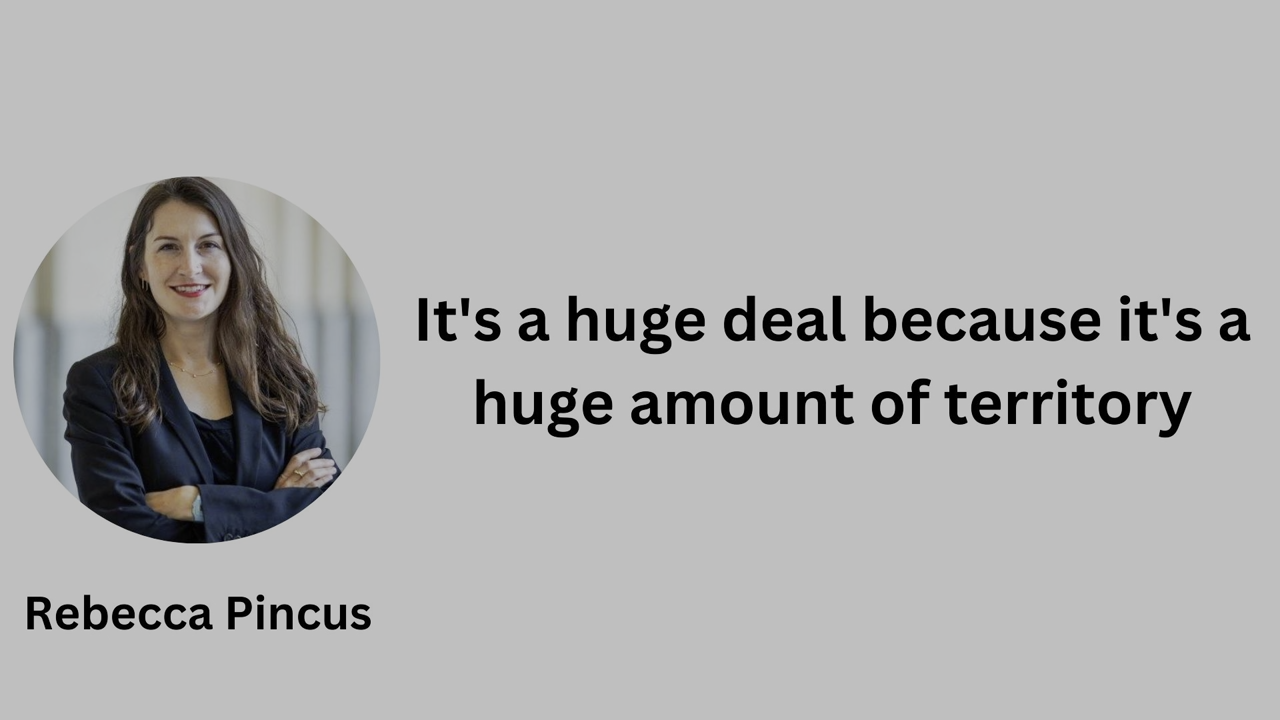 It's a huge deal because it's a
huge amount of territory
Rebecca Pincus